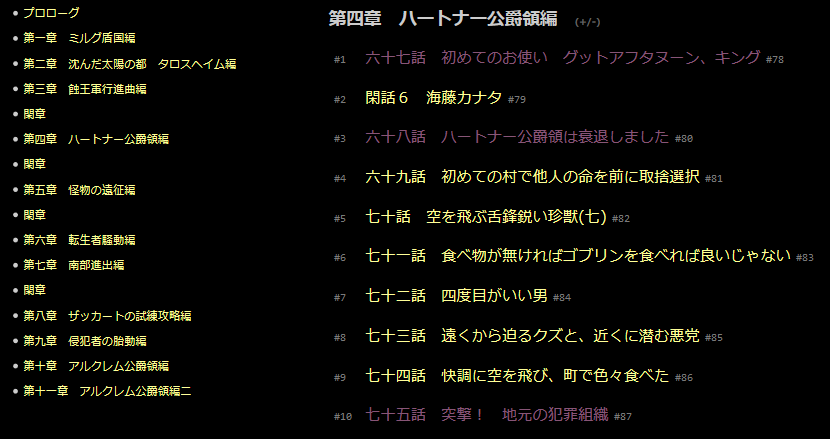 プロローグ
第一章　ミルグ盾国編
第二章　沈んだ太陽の都　タロスヘイム編
第三章　蝕王軍行進曲編
閑章
第四章　ハートナー公爵領編
閑章
第五章　怪物の遠征編
閑章
第六章　転生者騒動編
第七章　南部進出編
閑章
第八章　ザッカートの試練攻略編
第九章　侵犯者の胎動編
第十章　アルクレム公爵領編
第十一章　アルクレム公爵領編二
第四章　ハートナー公爵領編　(+/-)
#1 六十七話　初めてのお使い　グットアフタヌーン、キング #78
#2 閑話６　海藤カナタ #79
#3 六十八話　ハートナー公爵領は衰退しました #80
#4 六十九話　初めての村で他人の命を前に取捨選択 #81
#5 七十話　空を飛ぶ舌鋒鋭い珍獣(七) #82
#6 七十一話　食べ物が無ければゴブリンを食べれば良いじゃない #83
#7 七十二話　四度目がいい男 #84
#8 七十三話　遠くから迫るクズと、近くに潜む悪党 #85
#9 七十四話　快調に空を飛び、町で色々食べた #86
#10 七十五話　突撃！　地元の犯罪組織 #87